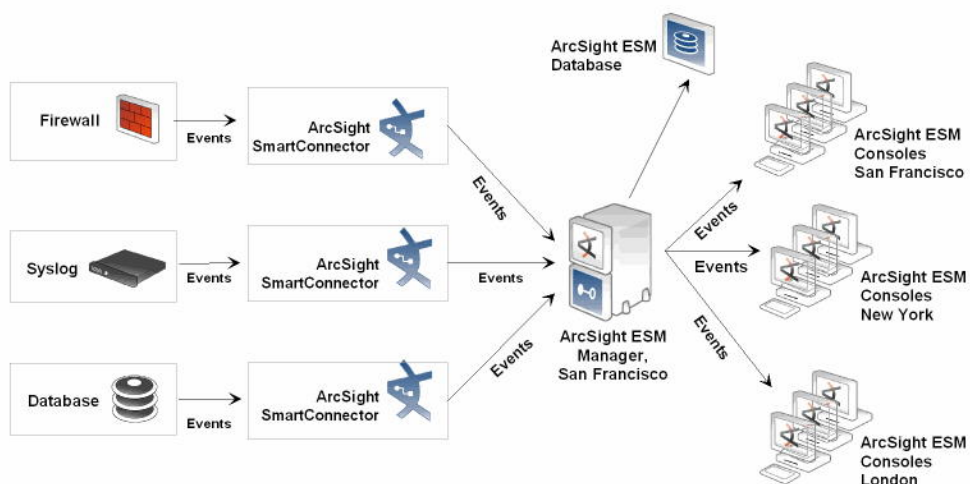 ArcSight ESM
Database
Firewall
Events
ArcSight
SmartConnector
Events
ArcSight ESM
Consoles
San Francisco
Events
Syslog
Events
ArcSight
SmartConnector
Events
ArcSight ESM
Manager,
San Francisco
Events
ArcSight ESM
Consoles
New York
Database
Events
ArcSight
SmartConnector
Events
Events
ArcSight ESM
Consoles
London